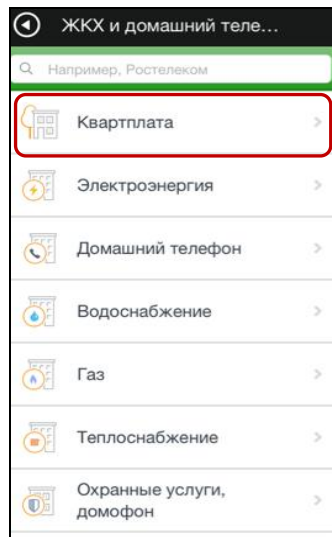 ЖКХ и домашний теле...
Например, Ростелеком
Квартплата
Электроэнергия
Домашний телефон
Водоснабжение
Газ
Теплоснабжение
Охранные услуги,
домофон